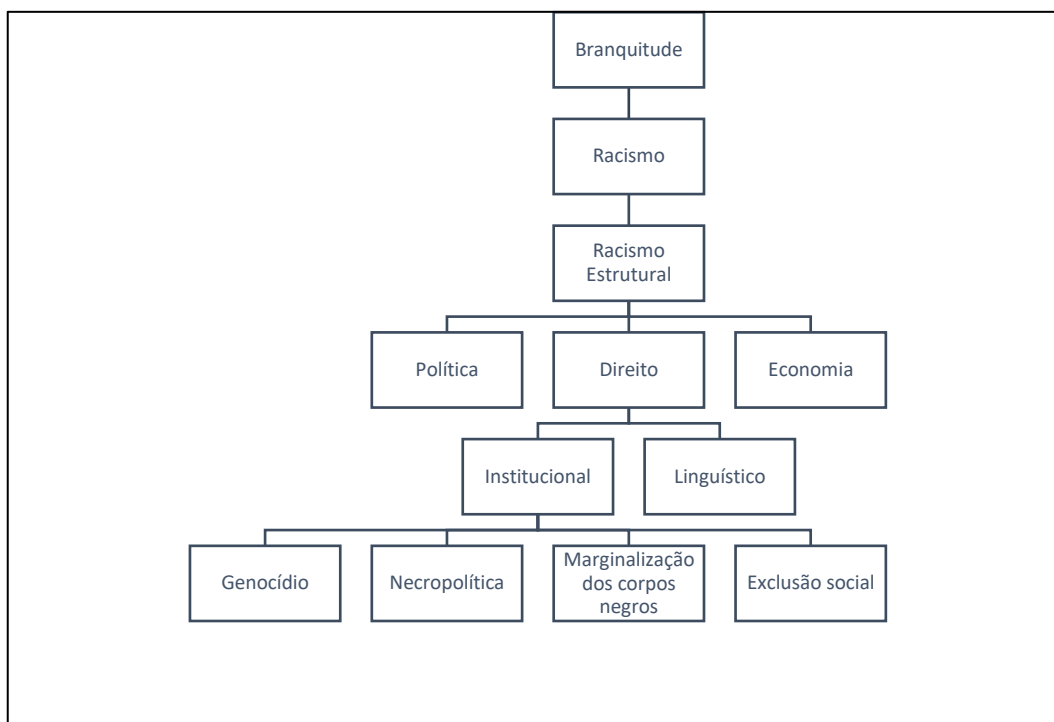 Branquitude
Racismo
Racismo
Estrutural
Política
Direito
Economia
Institucional
Linguístico
Genocídio
Necropolítica
Marginalização
dos corpos
negros
Exclusão social